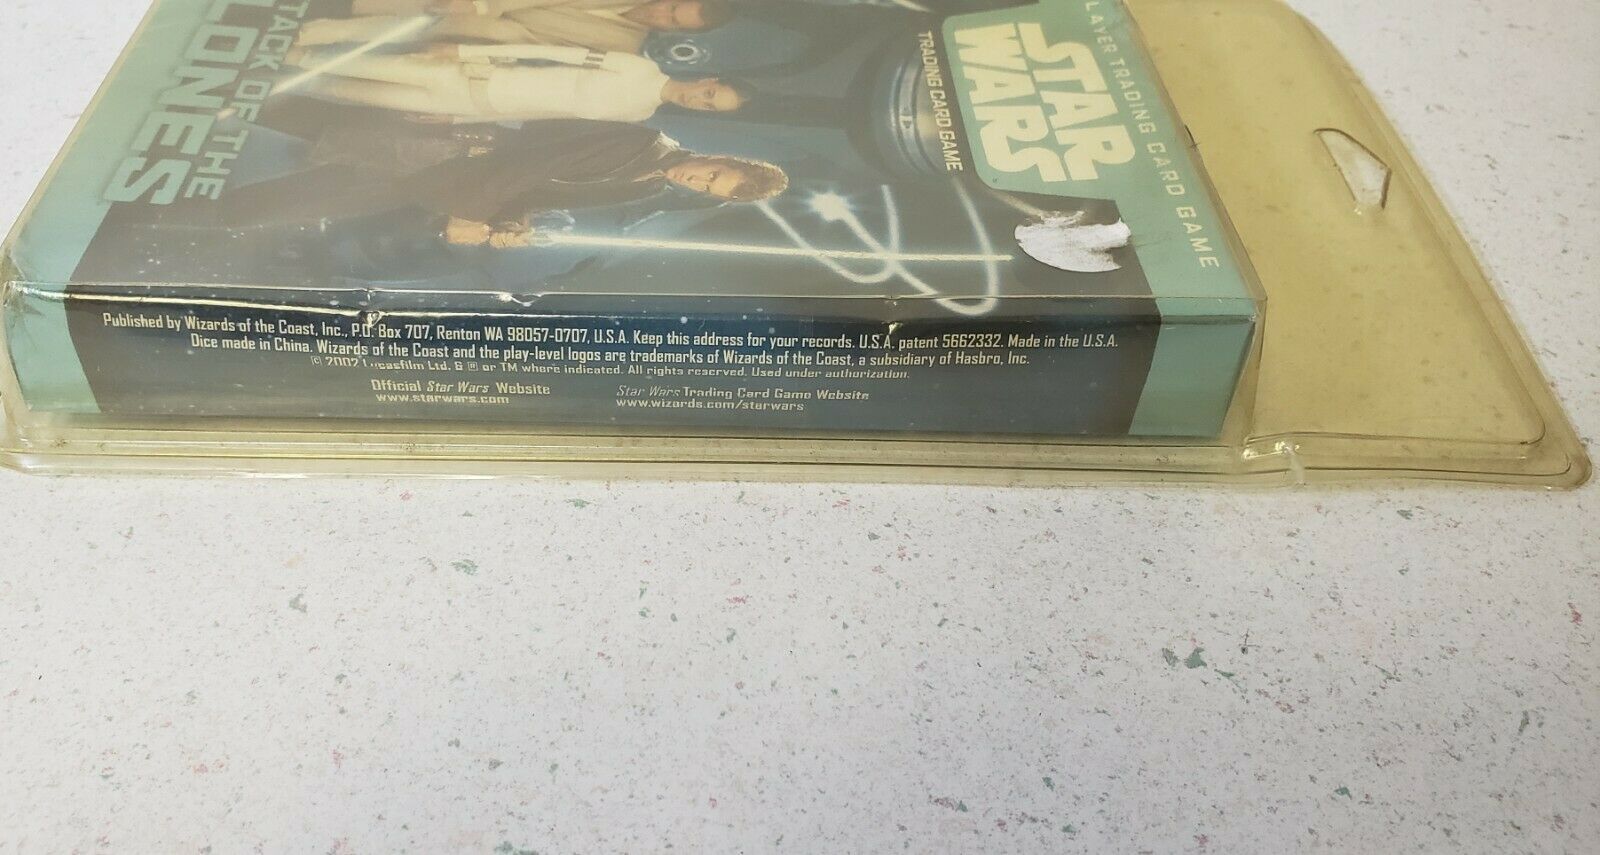 LAYER TRADING CARD GAME
STAR
WARS
TRADING CARD GAME
TACK OF THE
LONES
Published by Wizards of the Coast, Inc., P.O. Box 707, Renton WA 98057-0707, U.S.A. Keep this address for your records. U.S.A. patent 5662332. Made in the U.S.A.
Dice made in China. Wizards of the Coast and the play-level logos are trademarks of Wizards of the Coast, a subsidiary of Hasbro, Inc.
© 2002 Lucasfilm Ltd. & ® or TM where indicated. All rights reserved. Used under authorization.
Official Star Wars Website
www.starwars.com
Star Wars Trading Card Game Website
www.wizards.com/starwars